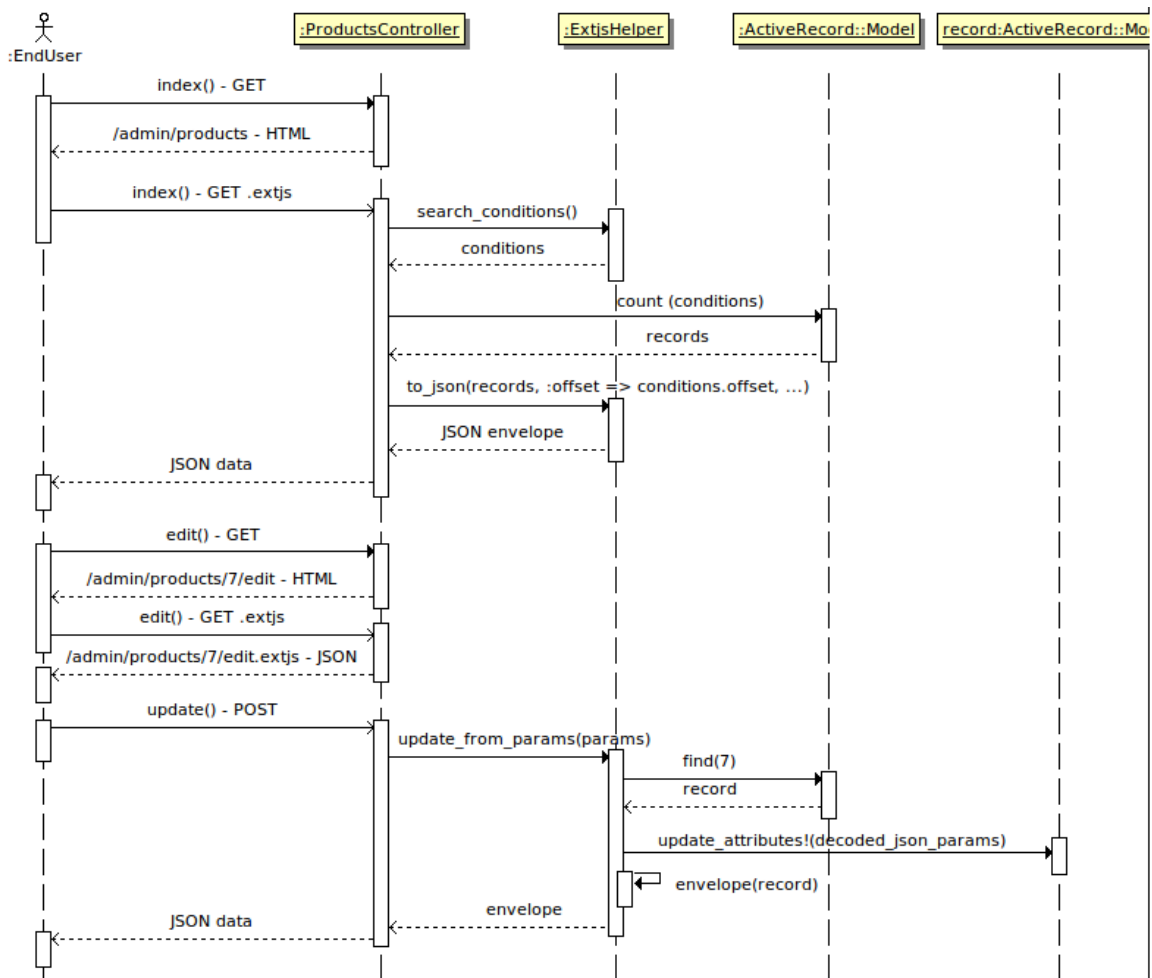 :EndUser
:ProductsController
:ExtjsHelper
:ActiveRecord::Model
record:ActiveRecord::Mo
index() - GET
/admin/products - HTML
index() - GET .extjs
search_conditions()
conditions
count (conditions)
records
to_json(records, :offset => conditions.offset, ...)
JSON envelope
JSON data
edit() - GET
/admin/products/7/edit - HTML
edit() - GET .extjs
/admin/products/7/edit.extjs - JSON
update() - POST
update_from_params(params)
find(7)
record
update_attributes!(decoded_json_params)
envelope(record)
envelope
JSON data